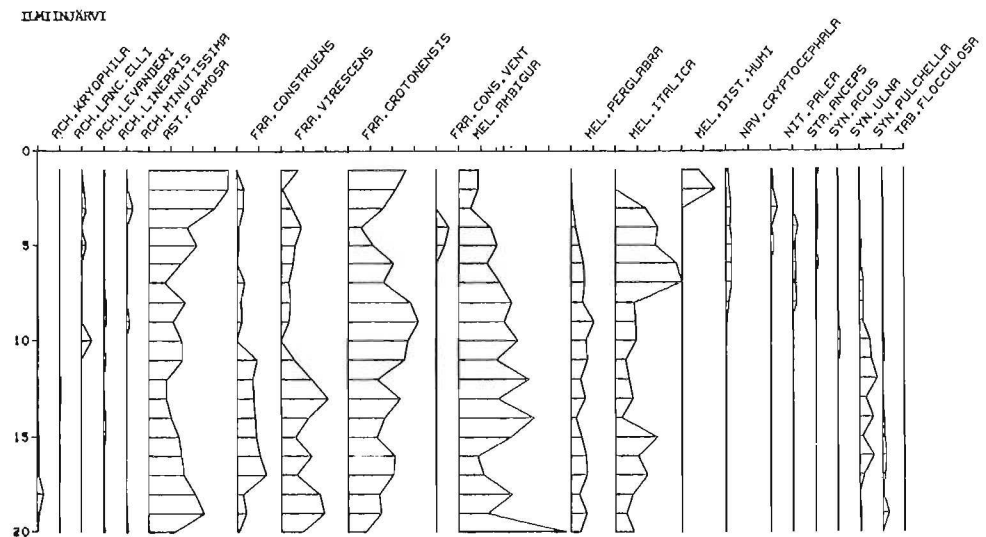 ILMIINJÄRVI
ACH.KRYOPHILA
ACH.LANC.ELLI
ACH.LEVANDERI
ACH.LINEARIS
ACH.MINUTISSIMA
AST.FORMOSA
FRA.CONSTRUENS
FRA.VIRESCENS
FRA.CROTONENSIS
FRA.CONS.VENT
MEL.AMBIGUA
MEL.PERGLABRA
MEL.ITALICA
MEL.DIST.HUMI
NAV.CRYPTOCEPHALA
NIT.PALEA
STA.ANCEPS
SYN.ACUS
SYN.ULNA
SYN.PULCHELLA
TAB.FLOCCULOSA
0
5
10
15
20